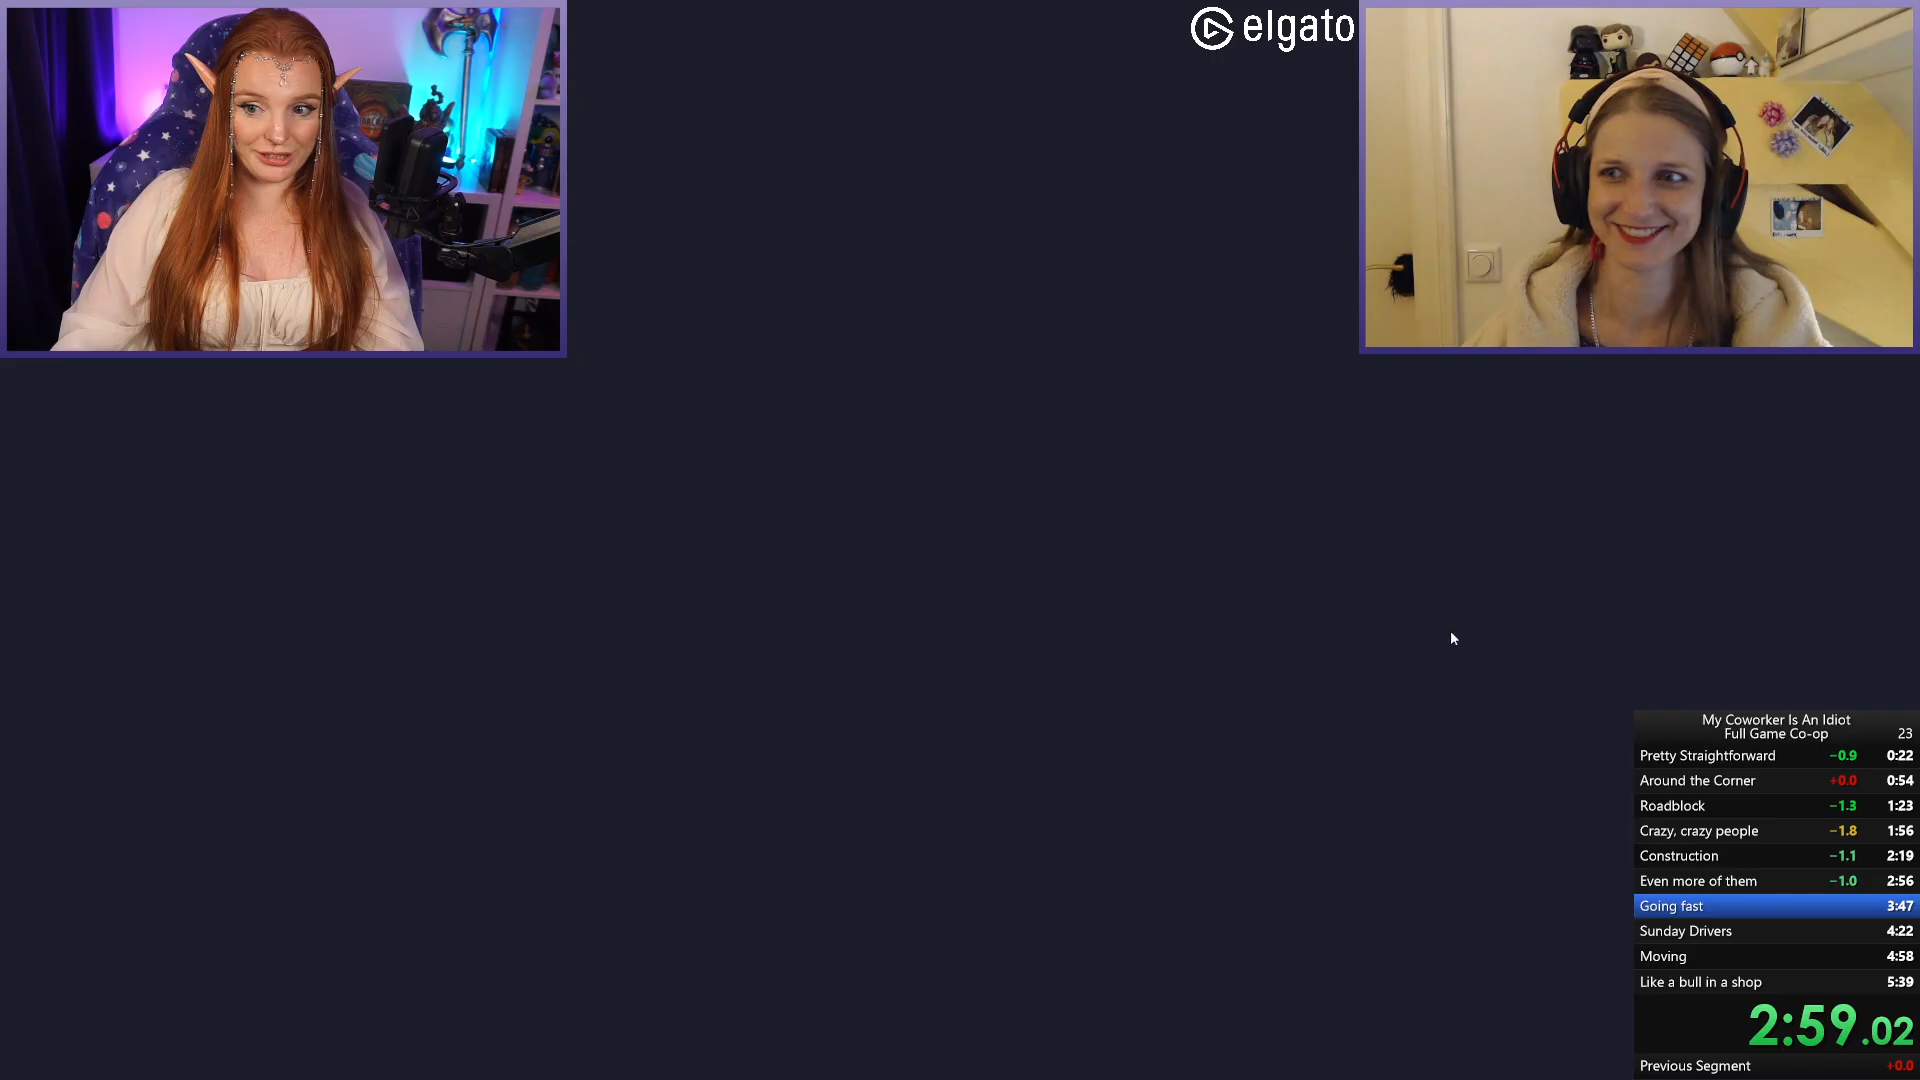 elgato
My Coworker Is An Idiot
Full Game Co-op 23
Pretty Straightforward −0.9 0:22
Around the Corner +0.0 0:54
Roadblock −1.3 1:23
Crazy, crazy people −1.8 1:56
Construction −1.1 2:19
Even more of them −1.0 2:56
Going fast 3:47
Sunday Drivers 4:22
Moving 4:58
Like a bull in a shop 5:39
2:59.02
Previous Segment +0.0